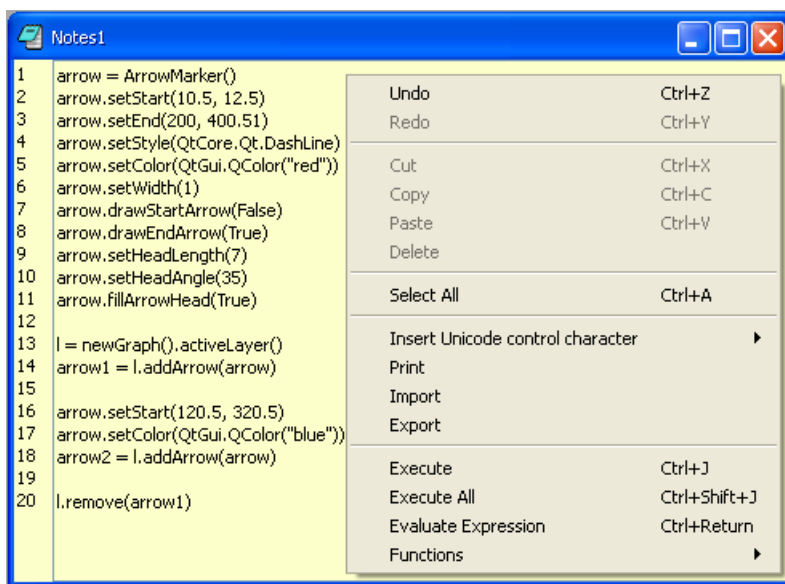 Notes1
1 arrow = ArrowMarker()
2 arrow.setStart(10.5, 12.5)
3 arrow.setEnd(200, 400.51)
4 arrow.setStyle(QtCore.Qt.DashLine)
5 arrow.setColor(QtGui.QColor("red"))
6 arrow.setWidth(1)
7 arrow.drawStartArrow(False)
8 arrow.drawEndArrow(True)
9 arrow.setHeadLength(7)
10 arrow.setHeadAngle(35)
11 arrow.fillArrowHead(True)
12
13 l = newGraph().activeLayer()
14 arrow1 = l.addArrow(arrow)
15
16 arrow.setStart(120.5, 320.5)
17 arrow.setColor(QtGui.QColor("blue"))
18 arrow2 = l.addArrow(arrow)
19
20 l.remove(arrow1)
Undo Ctrl+Z
Redo Ctrl+Y
Cut Ctrl+X
Copy Ctrl+C
Paste Ctrl+V
Delete
Select All Ctrl+A
Insert Unicode control character
Print
Import
Export
Execute Ctrl+J
Execute All Ctrl+Shift+J
Evaluate Expression Ctrl+Return
Functions